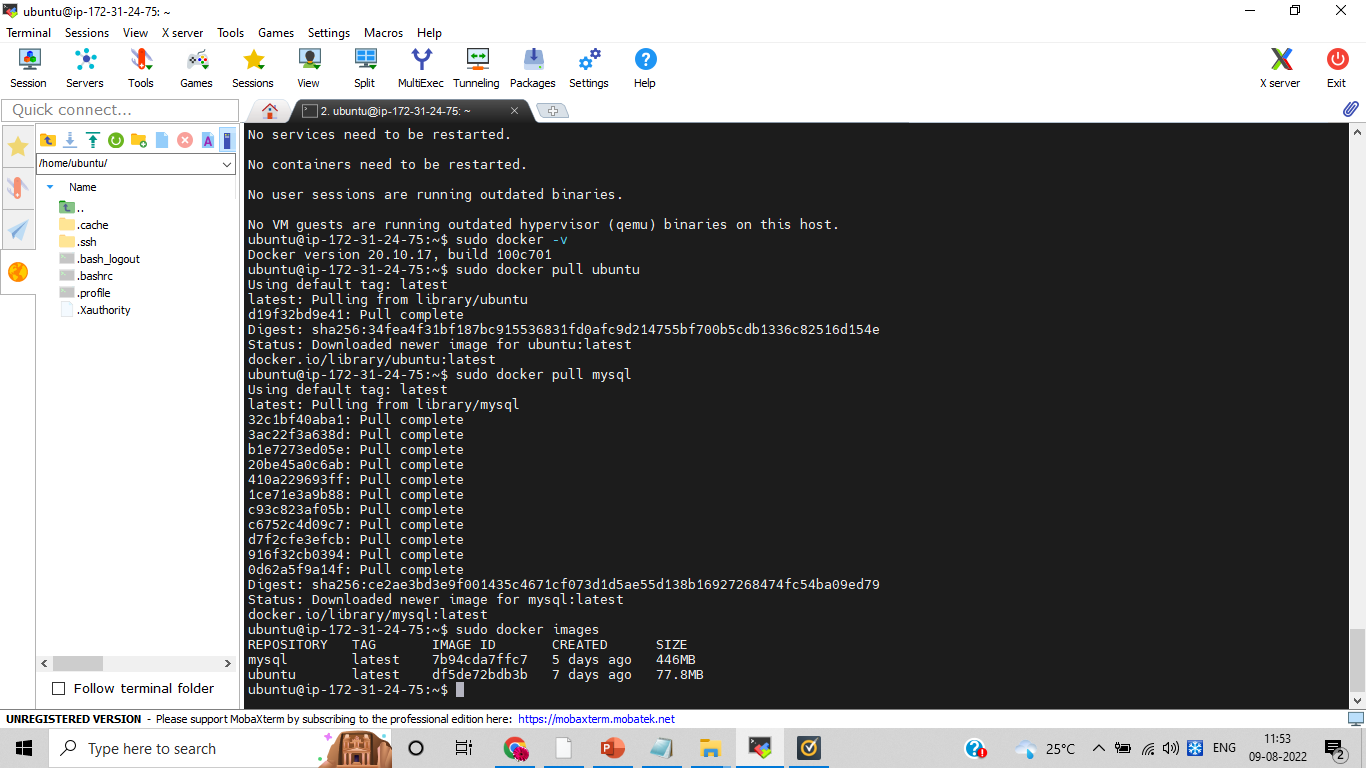 ubuntu@ip-172-31-24-75: ~
Terminal Sessions View X server Tools Games Settings Macros Help
Session Servers Tools Games Sessions View Split MultiExec Tunneling Packages Settings Help X server Exit
Quick connect...
2. ubuntu@ip-172-31-24-75: ~
/home/ubuntu/
Name
..
.cache
.ssh
.bash_logout
.bashrc
.profile
.Xauthority
Follow terminal folder
No services need to be restarted.
No containers need to be restarted.
No user sessions are running outdated binaries.
No VM guests are running outdated hypervisor (qemu) binaries on this host.
ubuntu@ip-172-31-24-75:~$ sudo docker -v
Docker version 20.10.17, build 100c701
ubuntu@ip-172-31-24-75:~$ sudo docker pull ubuntu
Using default tag: latest
latest: Pulling from library/ubuntu
d19f32bd9e41: Pull complete
Digest: sha256:34fea4f31bf187bc915536831fd0afc9d214755bf700b5cdb1336c82516d154e
Status: Downloaded newer image for ubuntu:latest
docker.io/library/ubuntu:latest
ubuntu@ip-172-31-24-75:~$ sudo docker pull mysql
Using default tag: latest
latest: Pulling from library/mysql
32c1bf40aba1: Pull complete
3ac22f3a638d: Pull complete
b1e7273ed05e: Pull complete
20be45a0c6ab: Pull complete
410a229693ff: Pull complete
1ce71e3a9b88: Pull complete
c93c823af05b: Pull complete
c6752c4d09c7: Pull complete
d7f2cfe3efcb: Pull complete
916f32cb0394: Pull complete
0d62a5f9a14f: Pull complete
Digest: sha256:ce2ae3bd3e9f001435c4671cf073d1d5ae55d138b16927268474fc54ba09ed79
Status: Downloaded newer image for mysql:latest
docker.io/library/mysql:latest
ubuntu@ip-172-31-24-75:~$ sudo docker images
REPOSITORY TAG IMAGE ID CREATED SIZE
mysql latest 7b94cda7ffc7 5 days ago 446MB
ubuntu latest df5de72bdb3b 7 days ago 77.8MB
ubuntu@ip-172-31-24-75:~$
UNREGISTERED VERSION - Please support MobaXterm by subscribing to the professional edition here: https://mobaxterm.mobatek.net
Type here to search
25°C
ENG
11:53
09-08-2022
2